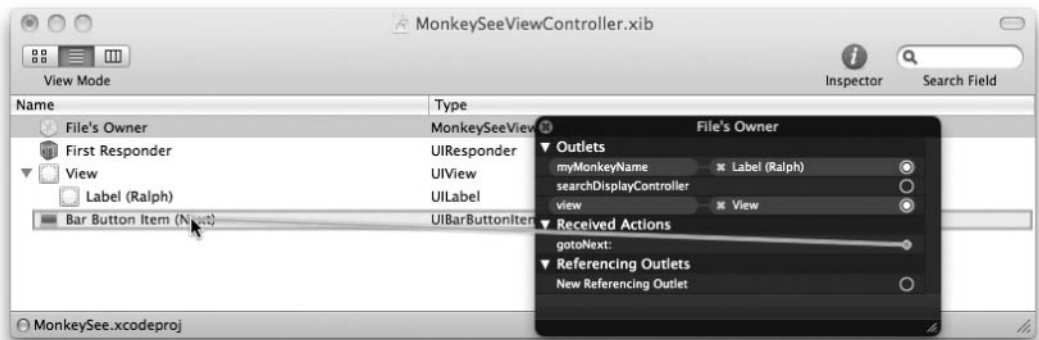 MonkeySeeViewController.xib
View Mode
Inspector
Search Field
Name Type
File's Owner MonkeySeeView
First Responder UIResponder
View UIView
Label (Ralph) UILabel
Bar Button Item (Next) UIBarButtonItem
MonkeySee.xcodeproj
File's Owner
Outlets
myMonkeyName Label (Ralph)
searchDisplayController
view View
Received Actions
gotoNext:
Referencing Outlets
New Referencing Outlet